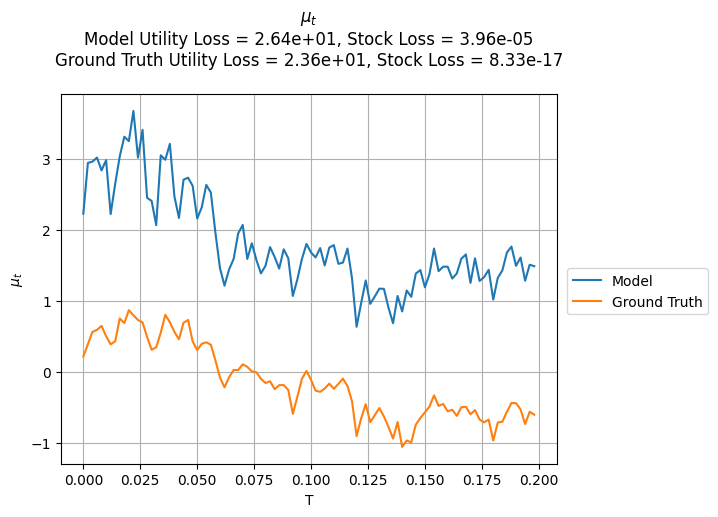 μt
Model Utility Loss = 2.64e+01, Stock Loss = 3.96e-05
Ground Truth Utility Loss = 2.36e+01, Stock Loss = 8.33e-17
3
2
1
0
−1
μt
0.000 0.025 0.050 0.075 0.100 0.125 0.150 0.175 0.200
T
Model
Ground Truth